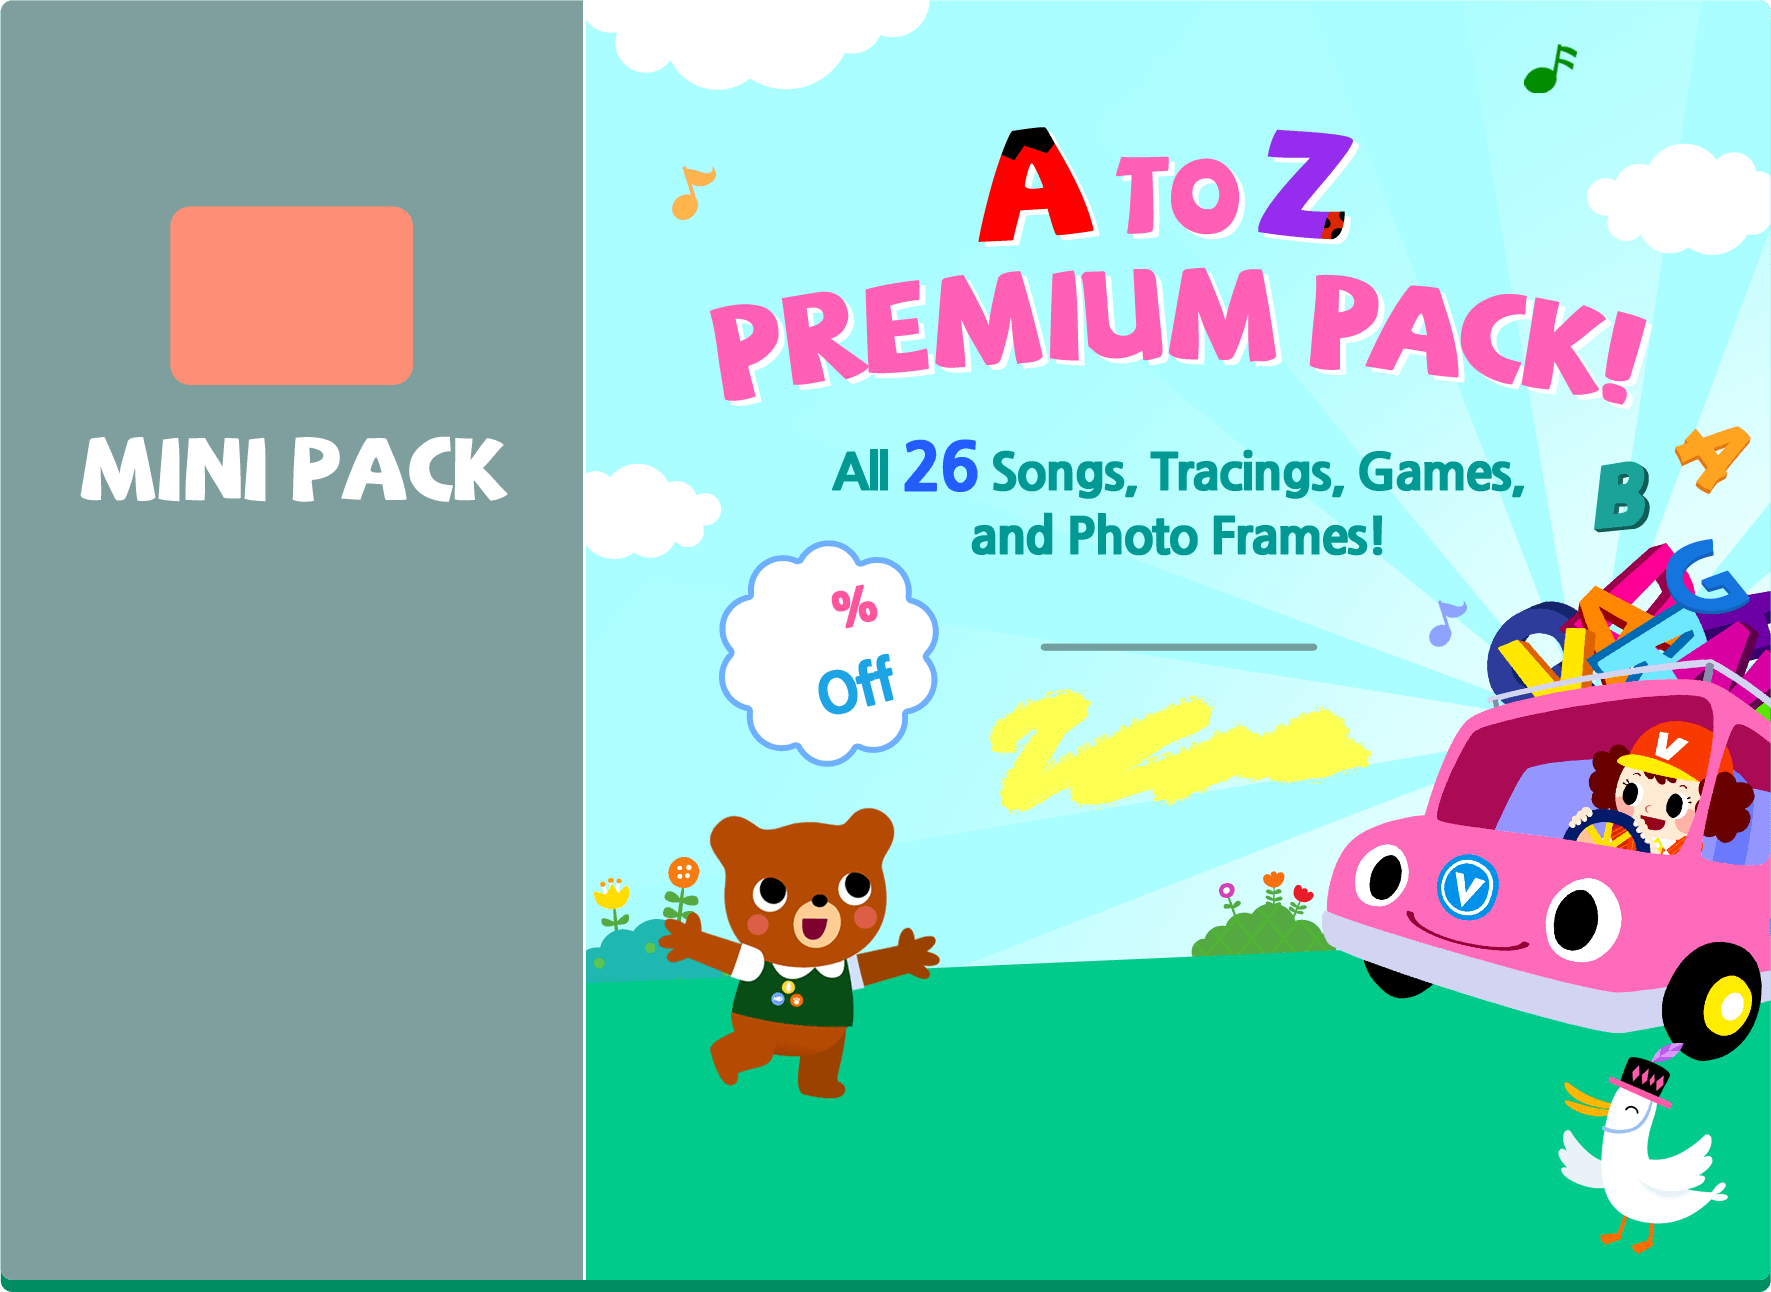 MINI PACK
A TO Z
PREMIUM PACK!
All 26 Songs, Tracings, Games,
and Photo Frames!
%
Off
A
B
G
V
V